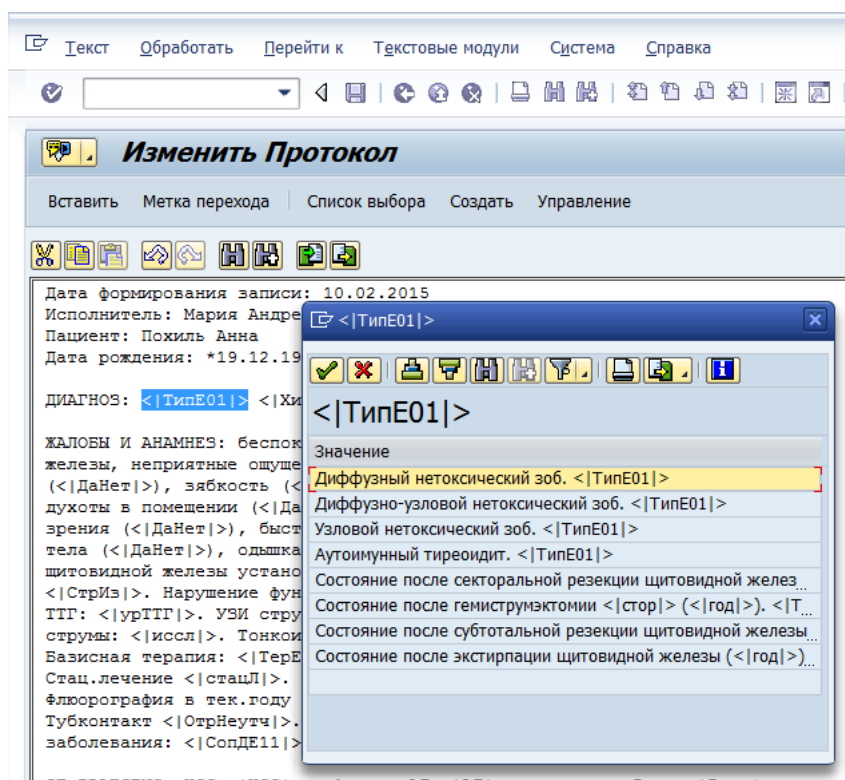 Текст Обработать Перейти к Текстовые модули Система Справка
Изменить Протокол
Вставить Метка перехода Список выбора Создать Управление
Дата формирования записи: 10.02.2015
Исполнитель: Мария Андре
Пациент: Похиль Анна
Дата рождения: *19.12.19
ДИАГНОЗ: <|ТипЕ01|> <|Хи
ЖАЛОБЫ И АНАМНЕЗ: беспок
железы, неприятные ощуще
(<|ДаНет|>), зябкость (<
духоты в помещении (<|Да
зрения (<|ДаНет|>), быст
тела (<|ДаНет|>), одышка
щитовидной железы устано
<|СтрИз|>. Нарушение фун
ТТГ: <|урТТГ|>. УЗИ стру
струмы: <|иссл|>. Тонкои
Базисная терапия: <|ТерЕ
Стац.лечение <|стацЛ|>.
Флюорография в тек.году
Тубконтакт <|ОтрНеутч|>.
заболевания: <|СопДЕ11|>
<|ТипЕ01|>
<|ТипЕ01|>
Значение
Диффузный нетоксический зоб. <|ТипЕ01|>
Диффузно-узловой нетоксический зоб. <|ТипЕ01|>
Узловой нетоксический зоб. <|ТипЕ01|>
Аутоимунный тиреоидит. <|ТипЕ01|>
Состояние после секторальной резекции щитовидной желез...
Состояние после гемиструмэктомии <|стор|> (<|год|>). <|Т...
Состояние после субтотальной резекции щитовидной железы...
Состояние после экстирпации щитовидной железы (<|год|>)...